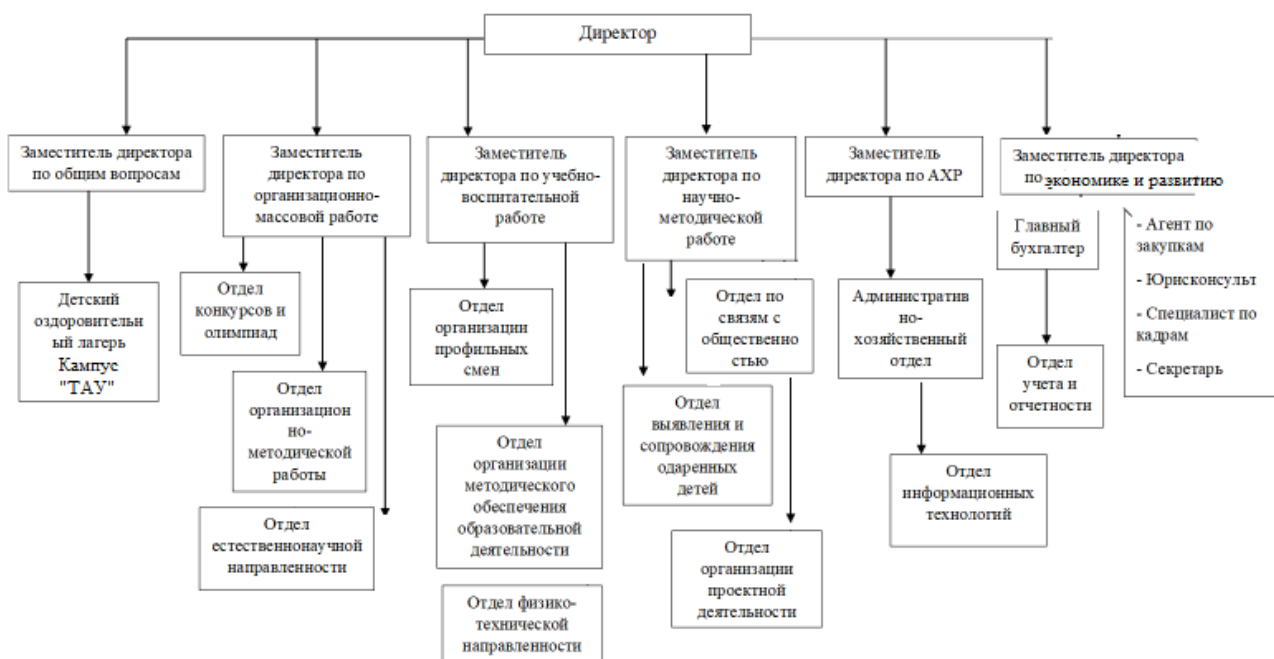 Директор
Заместитель директора
по общим вопросам
Заместитель
директора по
организационно-
массовой работе
Заместитель
директора по учебно-
воспитательной
работе
Заместитель
директора по
научно-
методической
работе
Заместитель
директора по АХР
Заместитель директора
по экономике и развитию
Детский
оздоровительн
ый лагерь
Кампус
"ТАУ"
Отдел
конкурсов и
олимпиад
Отдел
организацион
но-
методической
работы
Отдел
естественнонаучной
направленности
Отдел
организации
профильных
смен
Отдел
организации
методического
обеспечения
образовательной
деятельности
Отдел физико-
технической
направленности
Отдел по
связям с
общественно
стью
Отдел
выявления и
сопровождения
одаренных
детей
Отдел
организации
проектной
деятельности
Административ
но-
хозяйственный
отдел
Отдел
информационных
технологий
Главный
бухгалтер
Отдел
учета и
отчетности
- Агент по
закупкам
- Юрисконсульт
- Специалист по
кадрам
- Секретарь